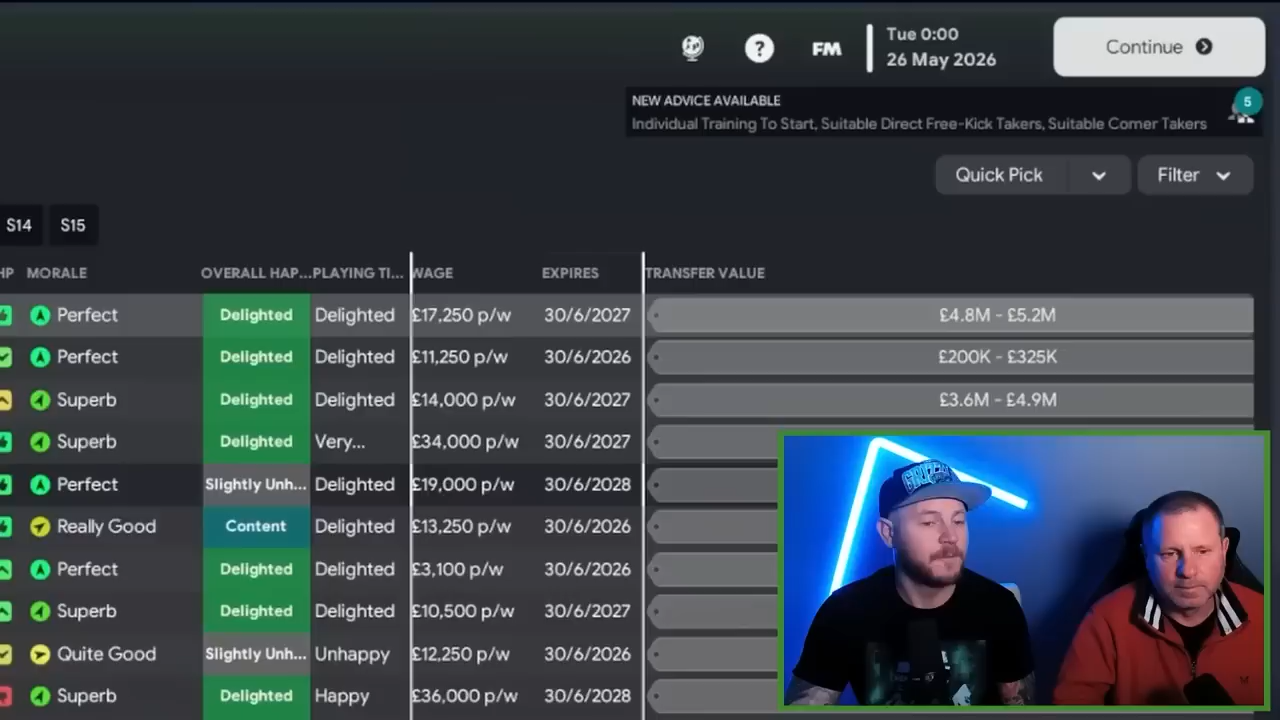 Tue 0:00
FM
26 May 2026
Continue
NEW ADVICE AVAILABLE
5
Individual Training To Start, Suitable Direct Free-Kick Takers, Suitable Corner Takers
Quick Pick
Filter
S14 S15
HP MORALE OVERALL HAP... PLAYING TI... WAGE EXPIRES TRANSFER VALUE
Perfect Delighted Delighted £17,250 p/w 30/6/2027 £4.8M - £5.2M
Perfect Delighted Delighted £11,250 p/w 30/6/2026 £200K - £325K
Superb Delighted Delighted £14,000 p/w 30/6/2027 £3.6M - £4.9M
Superb Delighted Very... £34,000 p/w 30/6/2027
Perfect Slightly Unh... Delighted £19,000 p/w 30/6/2028
Really Good Content Delighted £13,250 p/w 30/6/2026
Perfect Delighted Delighted £3,100 p/w 30/6/2026
Superb Delighted Delighted £10,500 p/w 30/6/2027
Quite Good Slightly Unh... Unhappy £12,250 p/w 30/6/2026
Superb Delighted Happy £36,000 p/w 30/6/2028